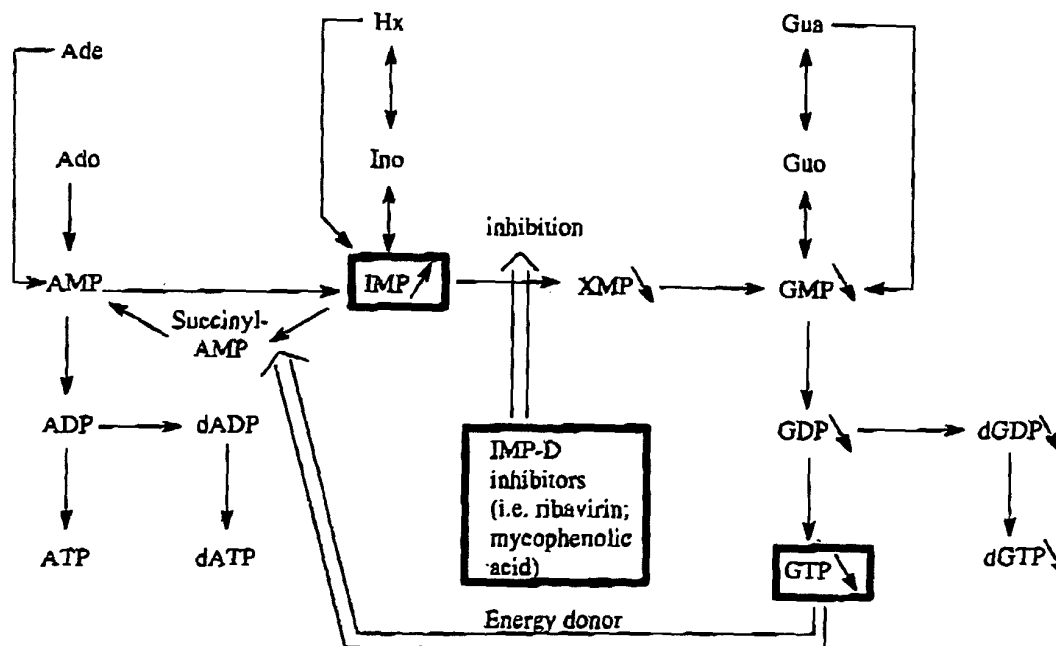 Hx
Gua
Ade
Ado
Ino
Guo
inhibition
AMP
IMP
XMP
GMP
Succinyl-
AMP
ADP
dADP
IMP-D
inhibitors
(i.e. ribavirin;
mycophenolic
acid)
GDP
dGDP
ATP
dATP
GTP
dGTP
Energy donor